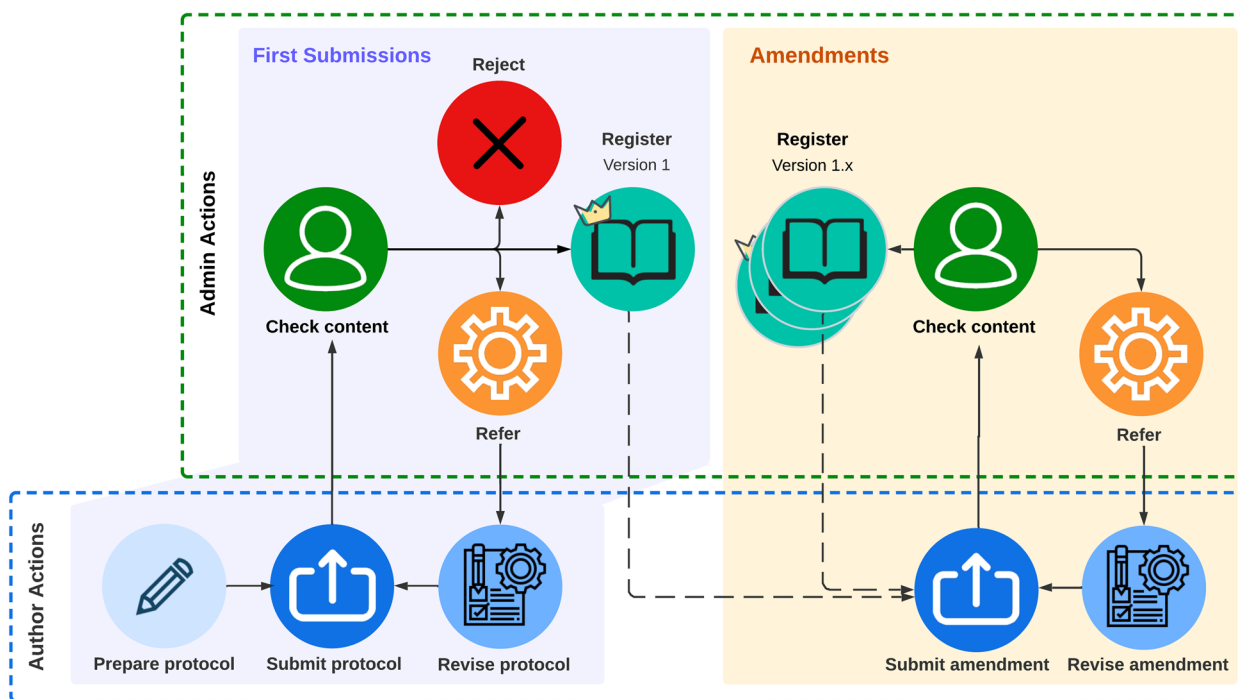 First Submissions
Amendments
Reject
Register
Version 1
Register
Version 1.x
Admin Actions
Check content
Check content
Refer
Refer
Author Actions
Prepare protocol
Submit protocol
Revise protocol
Submit amendment
Revise amendment